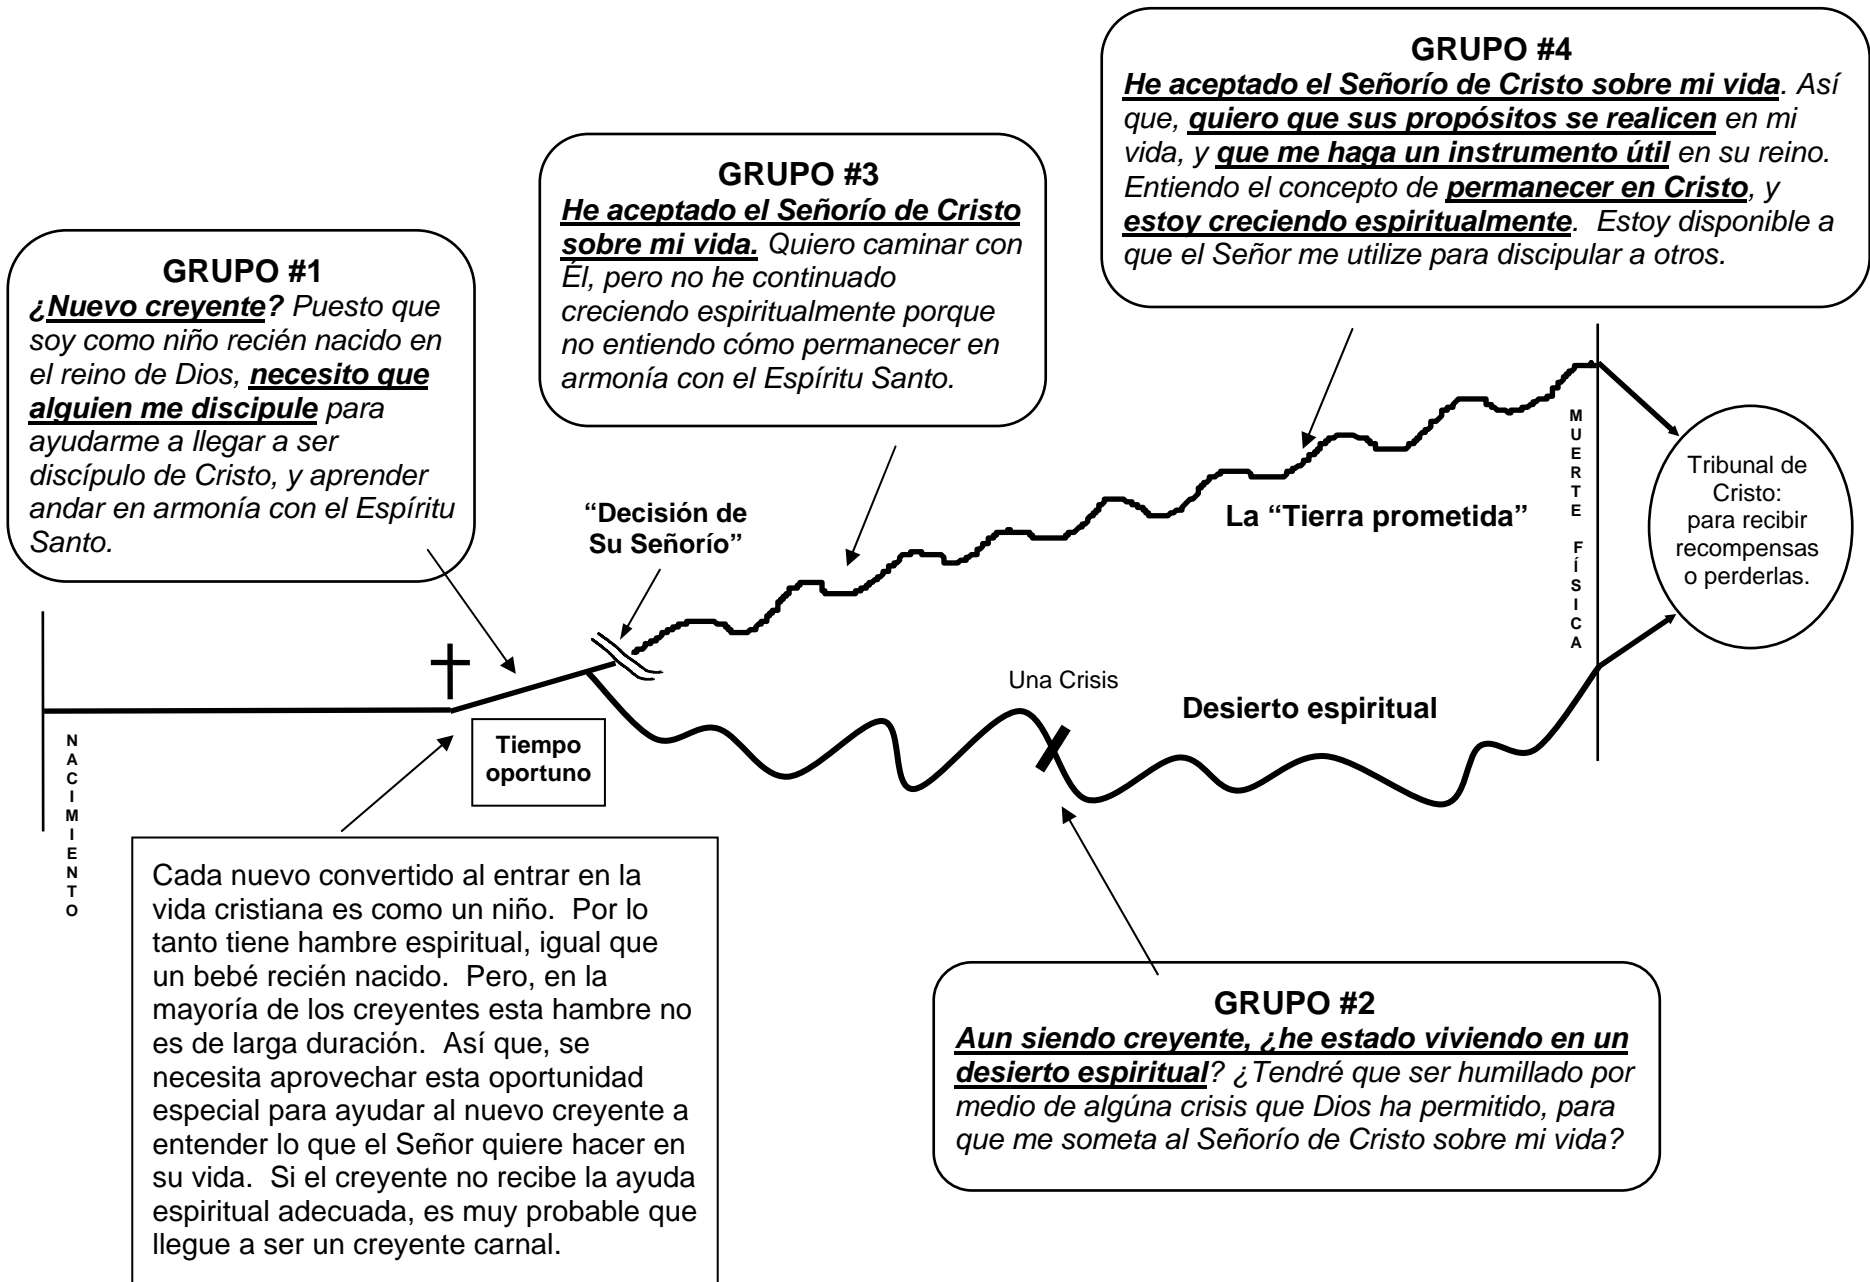 GRUPO #4
He aceptado el Señorío de Cristo sobre mi vida. Así
que, quiero que sus propósitos se realicen en mi
vida, y que me haga un instrumento útil en su reino.
Entiendo el concepto de permanecer en Cristo, y
estoy creciendo espiritualmente. Estoy disponible a
que el Señor me utilize para discipular a otros.
GRUPO #3
He aceptado el Señorío de Cristo
sobre mi vida. Quiero caminar con
Él, pero no he continuado
creciendo espiritualmente porque
no entiendo cómo permanecer en
armonía con el Espíritu Santo.
GRUPO #1
¿Nuevo creyente? Puesto que
soy como niño recién nacido en
el reino de Dios, necesito que
alguien me discipule para
ayudarme a llegar a ser
discípulo de Cristo, y aprender
andar en armonía con el Espíritu
Santo.
“Decisión de
Su Señorío”
La “Tierra prometida”
MUERTE FÍSICA
Tribunal de
Cristo:
para recibir
recompensas
o perderlas.
Una Crisis
Desierto espiritual
NACIMIENTO
Tiempo
oportuno
Cada nuevo convertido al entrar en la
vida cristiana es como un niño. Por lo
tanto tiene hambre espiritual, igual que
un bebé recién nacido. Pero, en la
mayoría de los creyentes esta hambre no
es de larga duración. Así que, se
necesita aprovechar esta oportunidad
especial para ayudar al nuevo creyente a
entender lo que el Señor quiere hacer en
su vida. Si el creyente no recibe la ayuda
espiritual adecuada, es muy probable que
llegue a ser un creyente carnal.
GRUPO #2
Aun siendo creyente, ¿he estado viviendo en un
desierto espiritual? ¿Tendré que ser humillado por
medio de algúna crisis que Dios ha permitido, para
que me someta al Señorío de Cristo sobre mi vida?